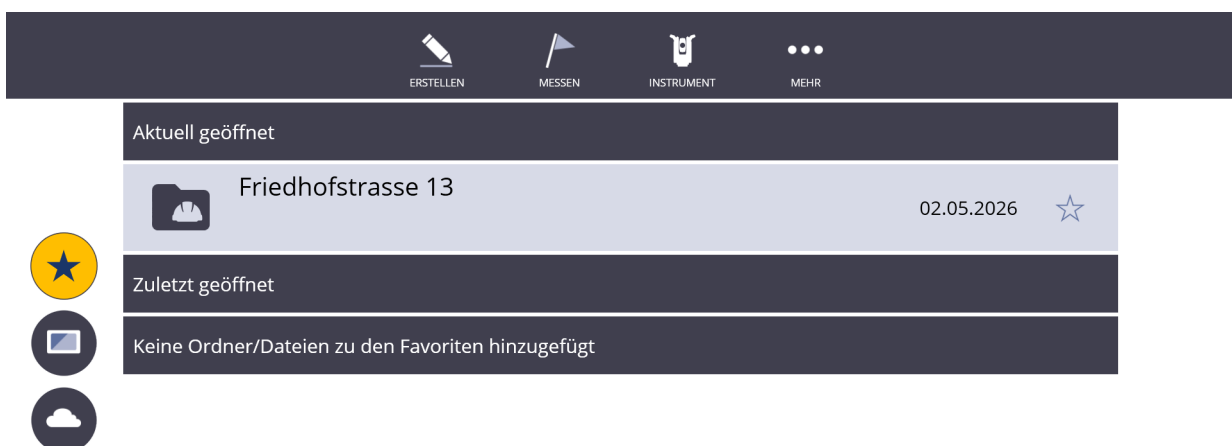 ERSTELLEN MESSEN INSTRUMENT MEHR
Aktuell geöffnet
Friedhofstrasse 13
02.05.2026
Zuletzt geöffnet
Keine Ordner/Dateien zu den Favoriten hinzugefügt